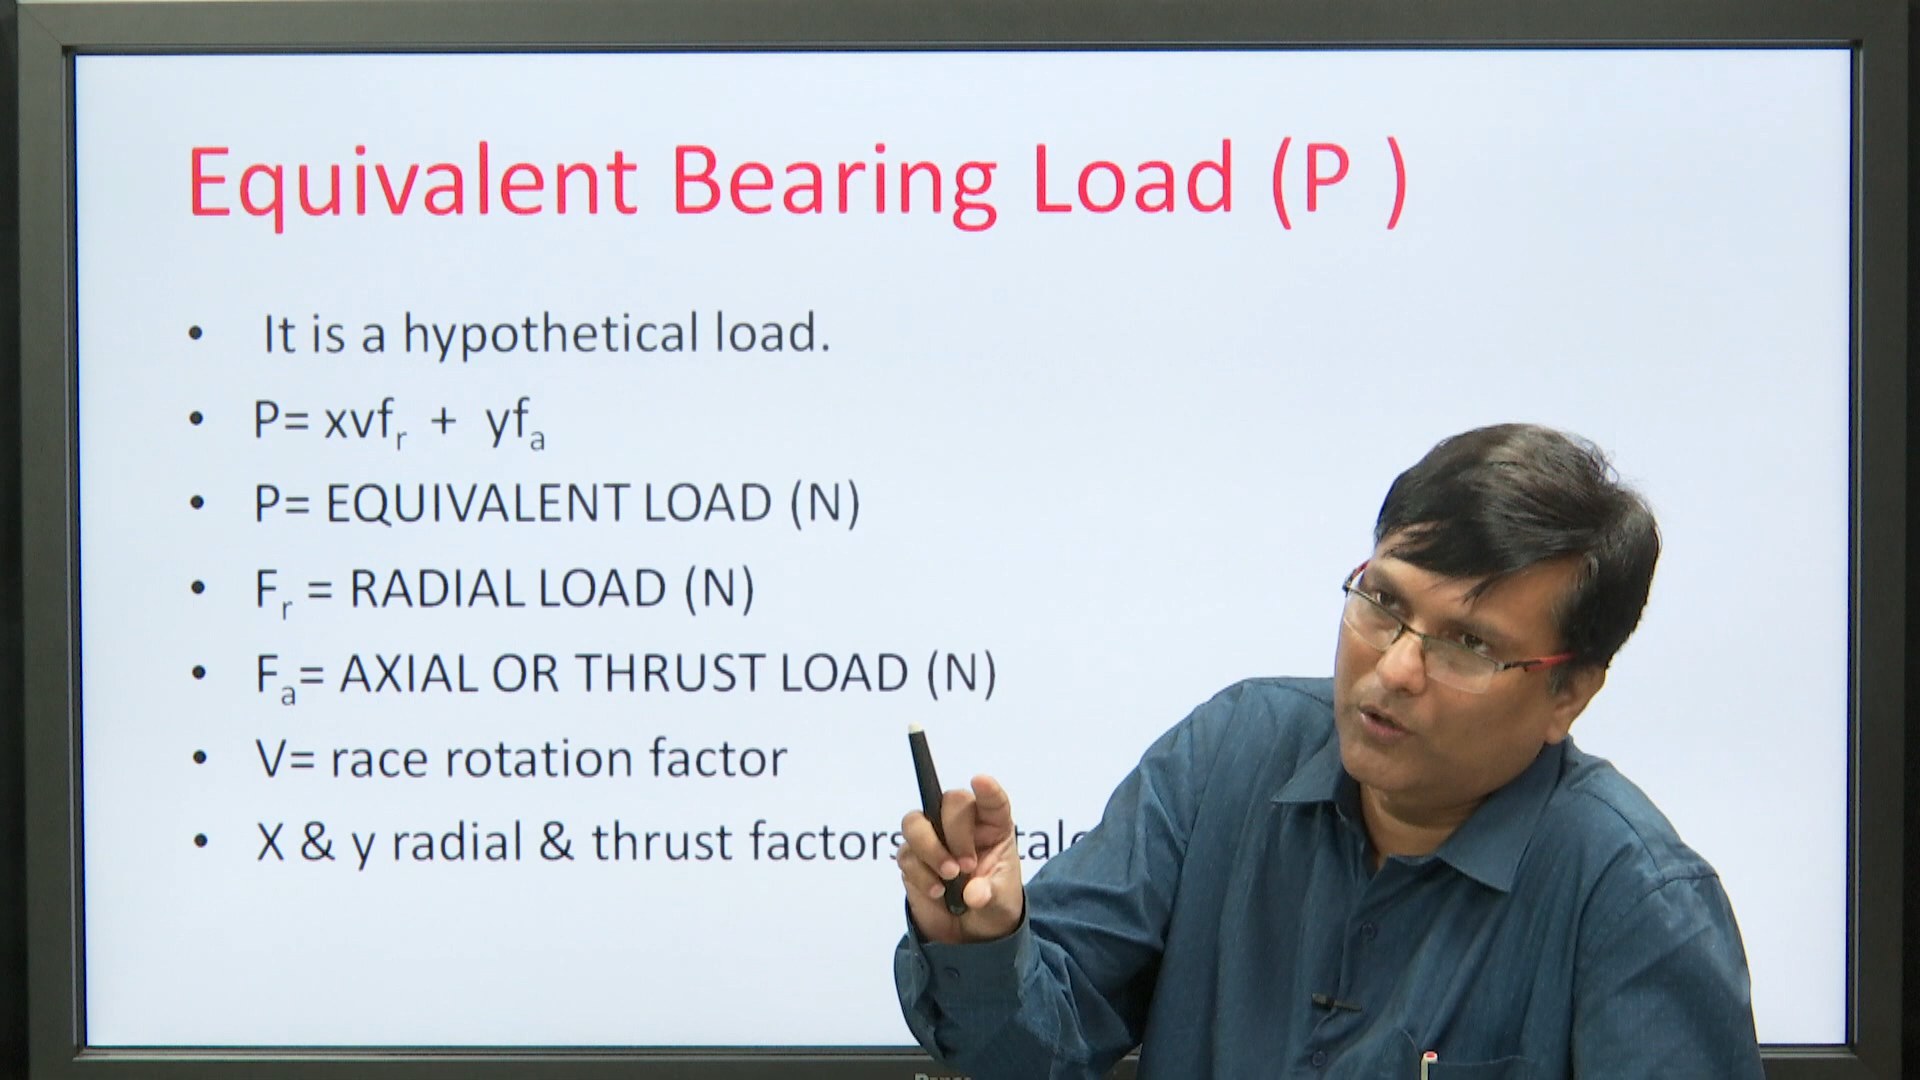 Equivalent Bearing Load (P )
• It is a hypothetical load.
• P= xvfr + yfa
• P= EQUIVALENT LOAD (N)
• Fr = RADIAL LOAD (N)
• Fa= AXIAL OR THRUST LOAD (N)
• V= race rotation factor
• X & y radial & thrust factors